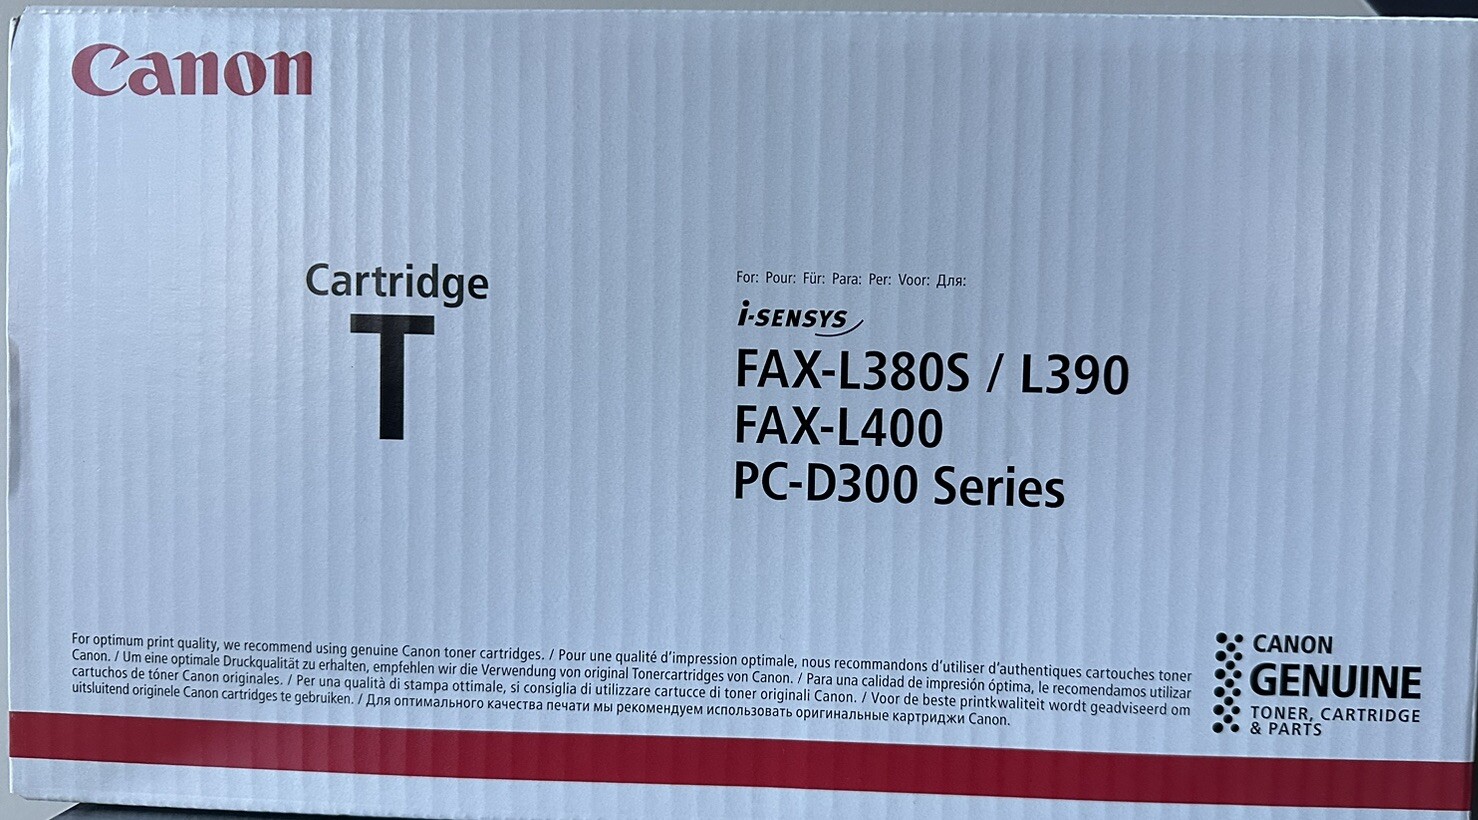 Canon
Cartridge
T
For: Pour: Für: Para: Per: Voor: Для:
i-SENSYS
FAX-L380S / L390
FAX-L400
PC-D300 Series
For optimum print quality, we recommend using genuine Canon toner cartridges. / Pour une qualité d'impression optimale, nous recommandons d'utiliser d'authentiques cartouches toner
Canon. / Um eine optimale Druckqualität zu erhalten, empfehlen wir die Verwendung von original Tonercartridges von Canon. / Para una calidad de impresión óptima, le recomendamos utilizar
cartuchos de tóner Canon originales. / Per una qualità di stampa ottimale, si consiglia di utilizzare cartucce di toner originali Canon. / Voor de beste printkwaliteit wordt geadviseerd om
uitsluitend originele Canon cartridges te gebruiken. / Для оптимального качества печати мы рекомендуем использовать оригинальные картриджи Canon.
CANON
GENUINE
TONER, CARTRIDGE
& PARTS